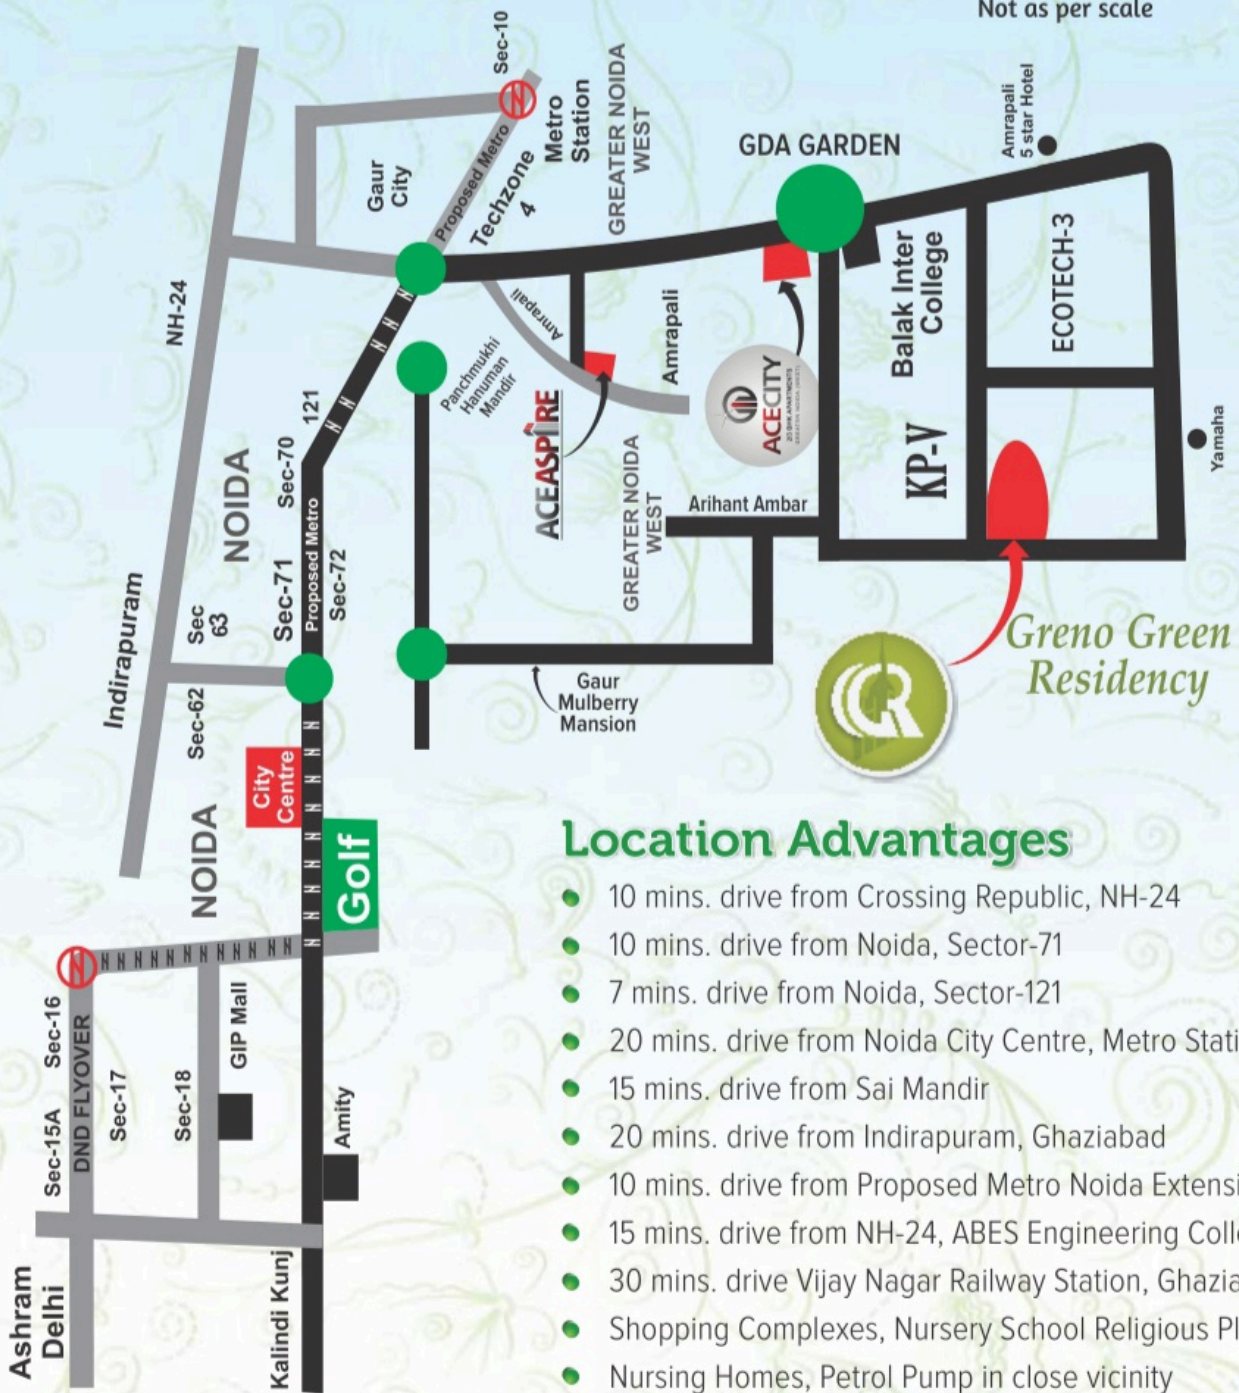 Not as per scale
Sec-10
Metro
Station
Proposed Metro
Techzone
4
Gaur
City
GREATER NOIDA
WEST
GDA GARDEN
Amrapali
5 star Hotel
NH-24
Amrapali
Panchmukhi
Hanuman
Mandir
Amrapali
Balak Inter
College
ECOTECH-3
121
Sec-70
NOIDA
Proposed Metro
Sec-71
Sec-72
Sec
63
Indirapuram
Sec-62
ACEASPIRE
ACECITY
GREATER NOIDA
WEST
Arihant Ambar
KP-V
Yamaha
Gaur
Mulberry
Mansion
GR
Greno Green
Residency
City
Centre
NOIDA
Golf
Sec-16
Sec-15A
DND FLYOVER
Sec-17
Sec-18
GIP Mall
Amity
Ashram
Delhi
Kalindi Kunj
Location Advantages
10 mins. drive from Crossing Republic, NH-24
10 mins. drive from Noida, Sector-71
7 mins. drive from Noida, Sector-121
20 mins. drive from Noida City Centre, Metro Stati
15 mins. drive from Sai Mandir
20 mins. drive from Indirapuram, Ghaziabad
10 mins. drive from Proposed Metro Noida Extensi
15 mins. drive from NH-24, ABES Engineering Coll
30 mins. drive Vijay Nagar Railway Station, Ghazia
Shopping Complexes, Nursery School Religious Pl
Nursing Homes, Petrol Pump in close vicinity